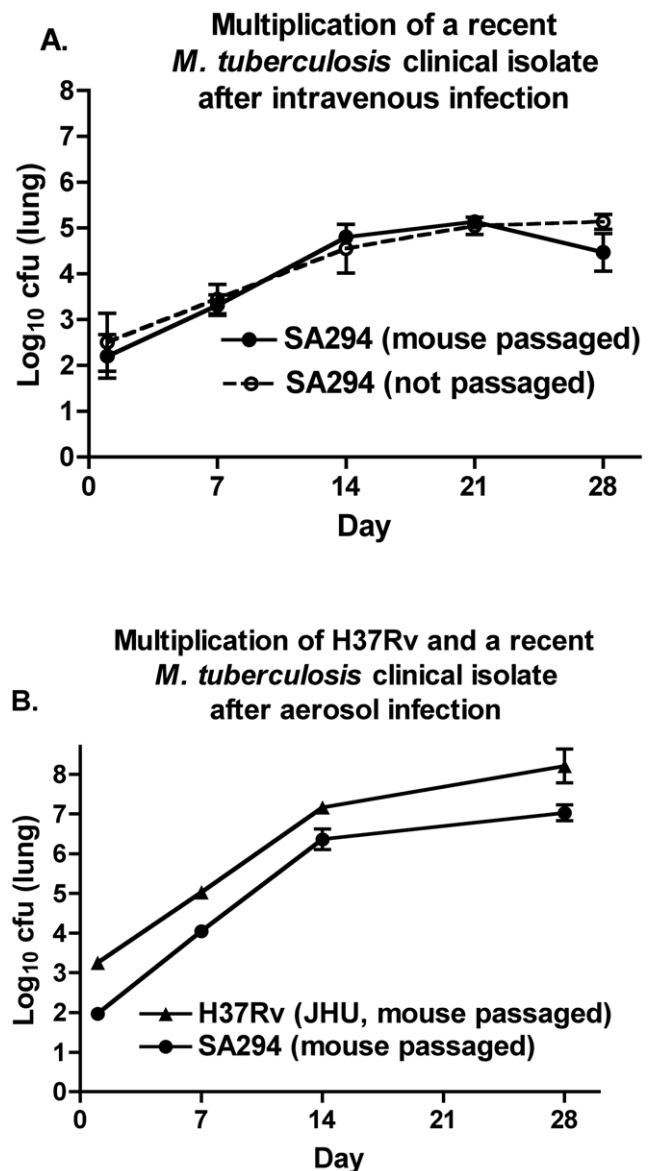 A.
Multiplication of a recent
M. tuberculosis clinical isolate
after intravenous infection
8
7
6
5
4
3
2
1
0
Log10 cfu (lung)
SA294 (mouse passaged)
SA294 (not passaged)
0 7 14 21 28
Day
Multiplication of H37Rv and a recent
M. tuberculosis clinical isolate
B.
after aerosol infection
8
7
6
5
4
3
2
1
0
Log10 cfu (lung)
H37Rv (JHU, mouse passaged)
SA294 (mouse passaged)
0 7 14 21 28
Day